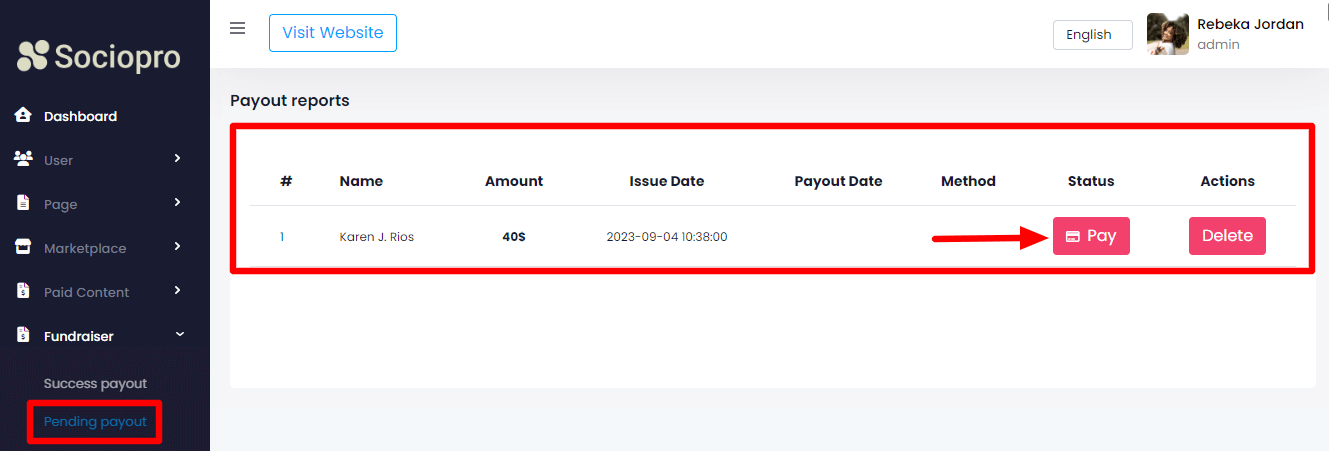 Sociopro
Dashboard
User
Page
Marketplace
Paid Content
Fundraiser
Success payout
Pending payout
Visit Website
English
Rebeka Jordan
admin
Payout reports
# Name Amount Issue Date Payout Date Method Status Actions
1 Karen J. Rios 40$ 2023-09-04 10:38:00 Pay Delete